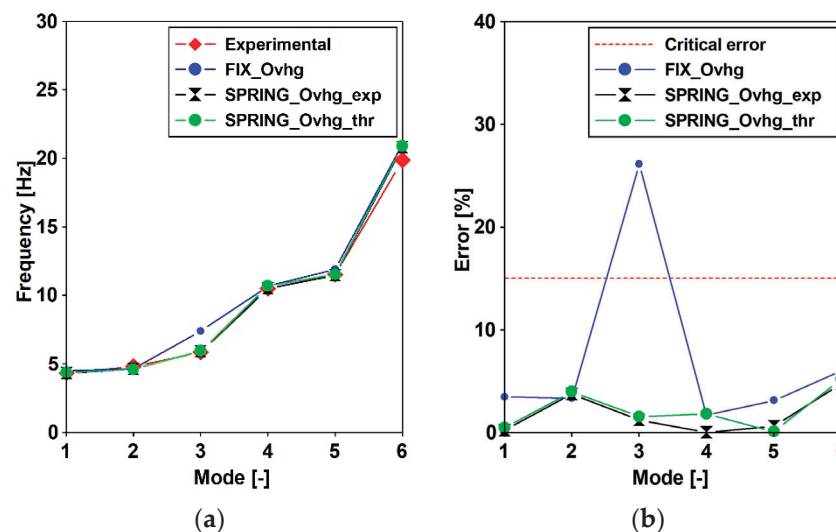 30
25
20
15
10
5
0
Frequency [Hz]
Experimental
FIX_Ovhg
SPRING_Ovhg_exp
SPRING_Ovhg_thr
1 2 3 4 5 6
Mode [-]
(a)
40
30
20
10
0
Error [%]
Critical error
FIX_Ovhg
SPRING_Ovhg_exp
SPRING_Ovhg_thr
1 2 3 4 5
Mode [-]
(b)